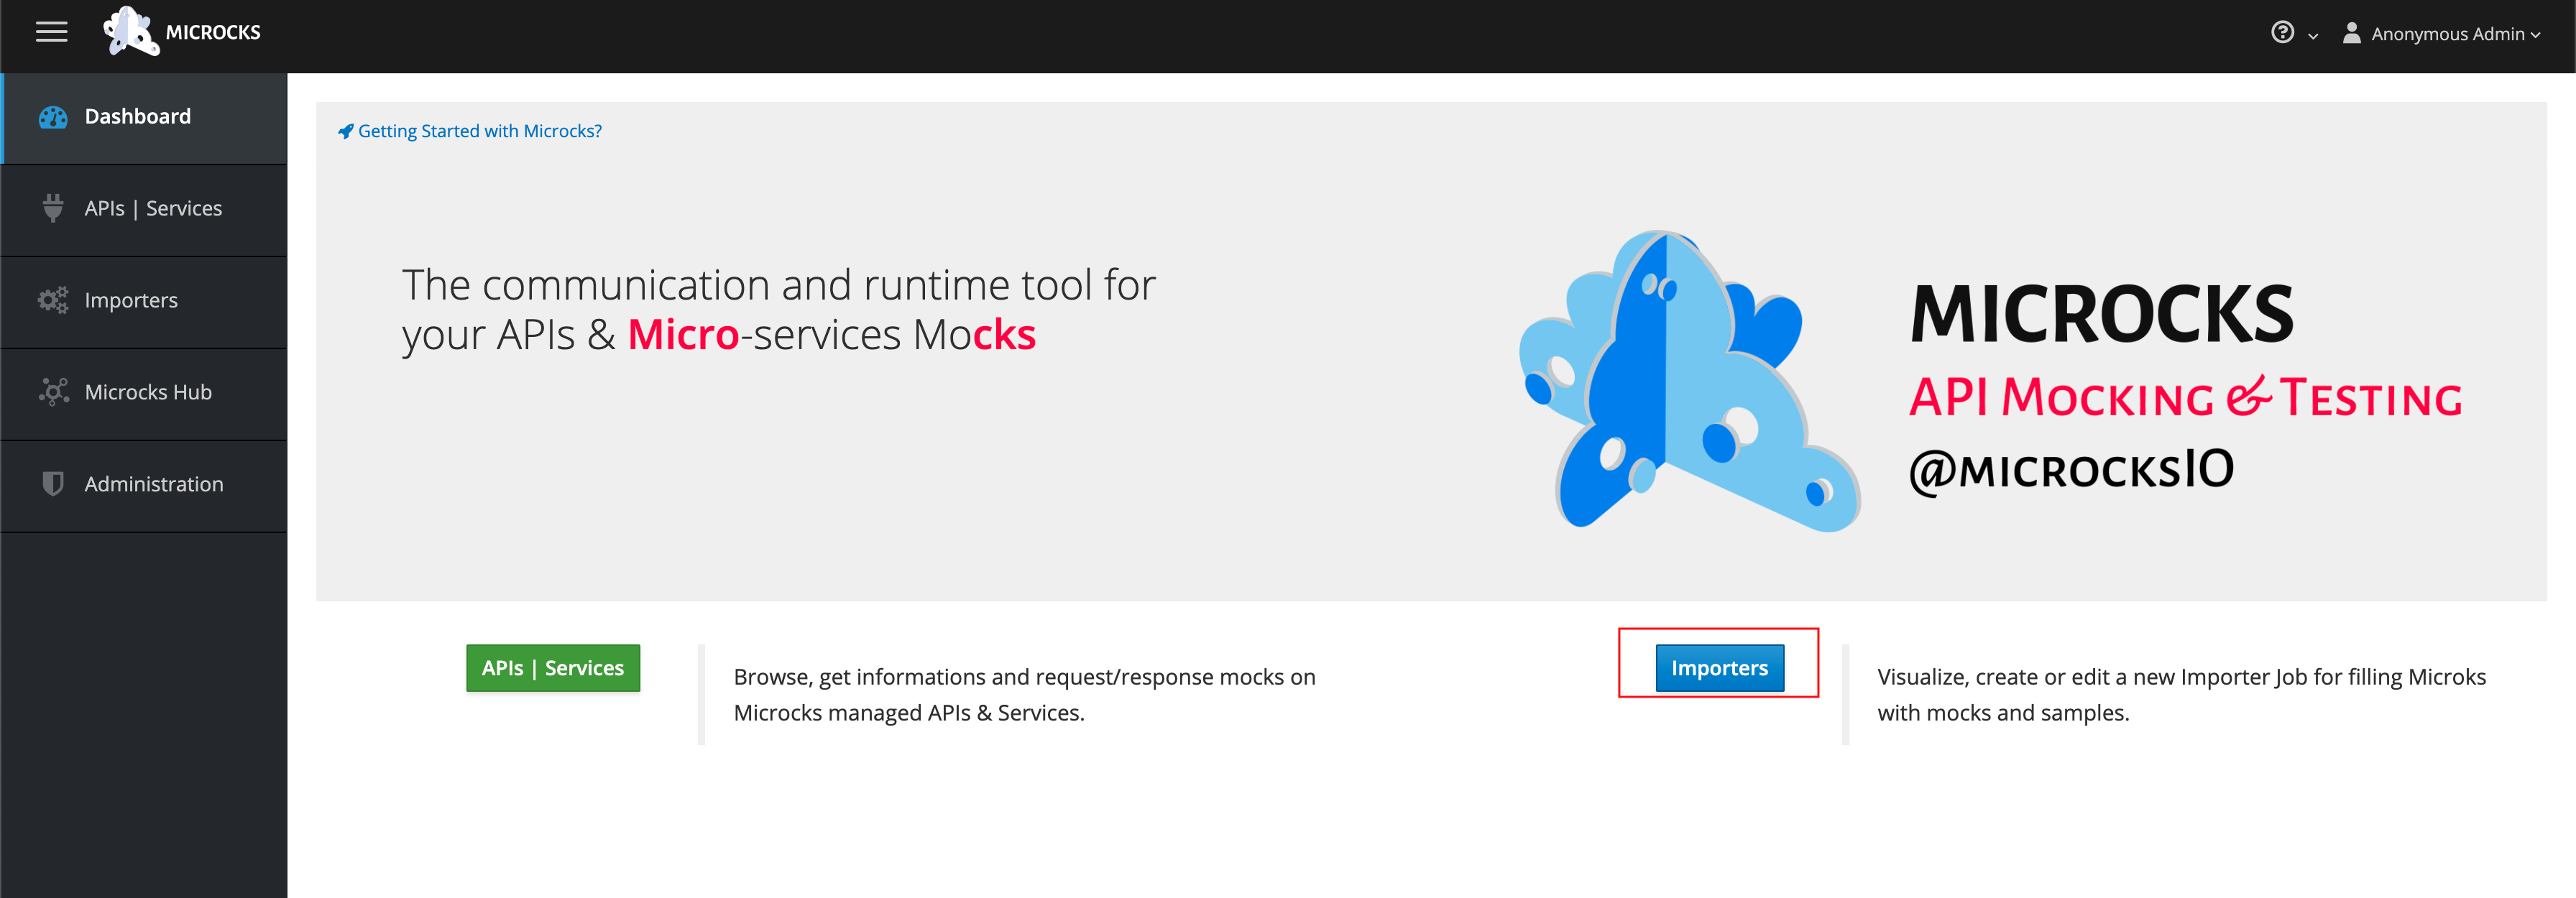 MICROCKS
Anonymous Admin
Dashboard
APIs | Services
Importers
Microcks Hub
Administration
Getting Started with Microcks?
The communication and runtime tool for
your APIs & Micro-services Mocks
MICROCKS
API Mocking & Testing
@microcksIO
APIs | Services
Browse, get informations and request/response mocks on
Microcks managed APIs & Services.
Importers
Visualize, create or edit a new Importer Job for filling Microks
with mocks and samples.